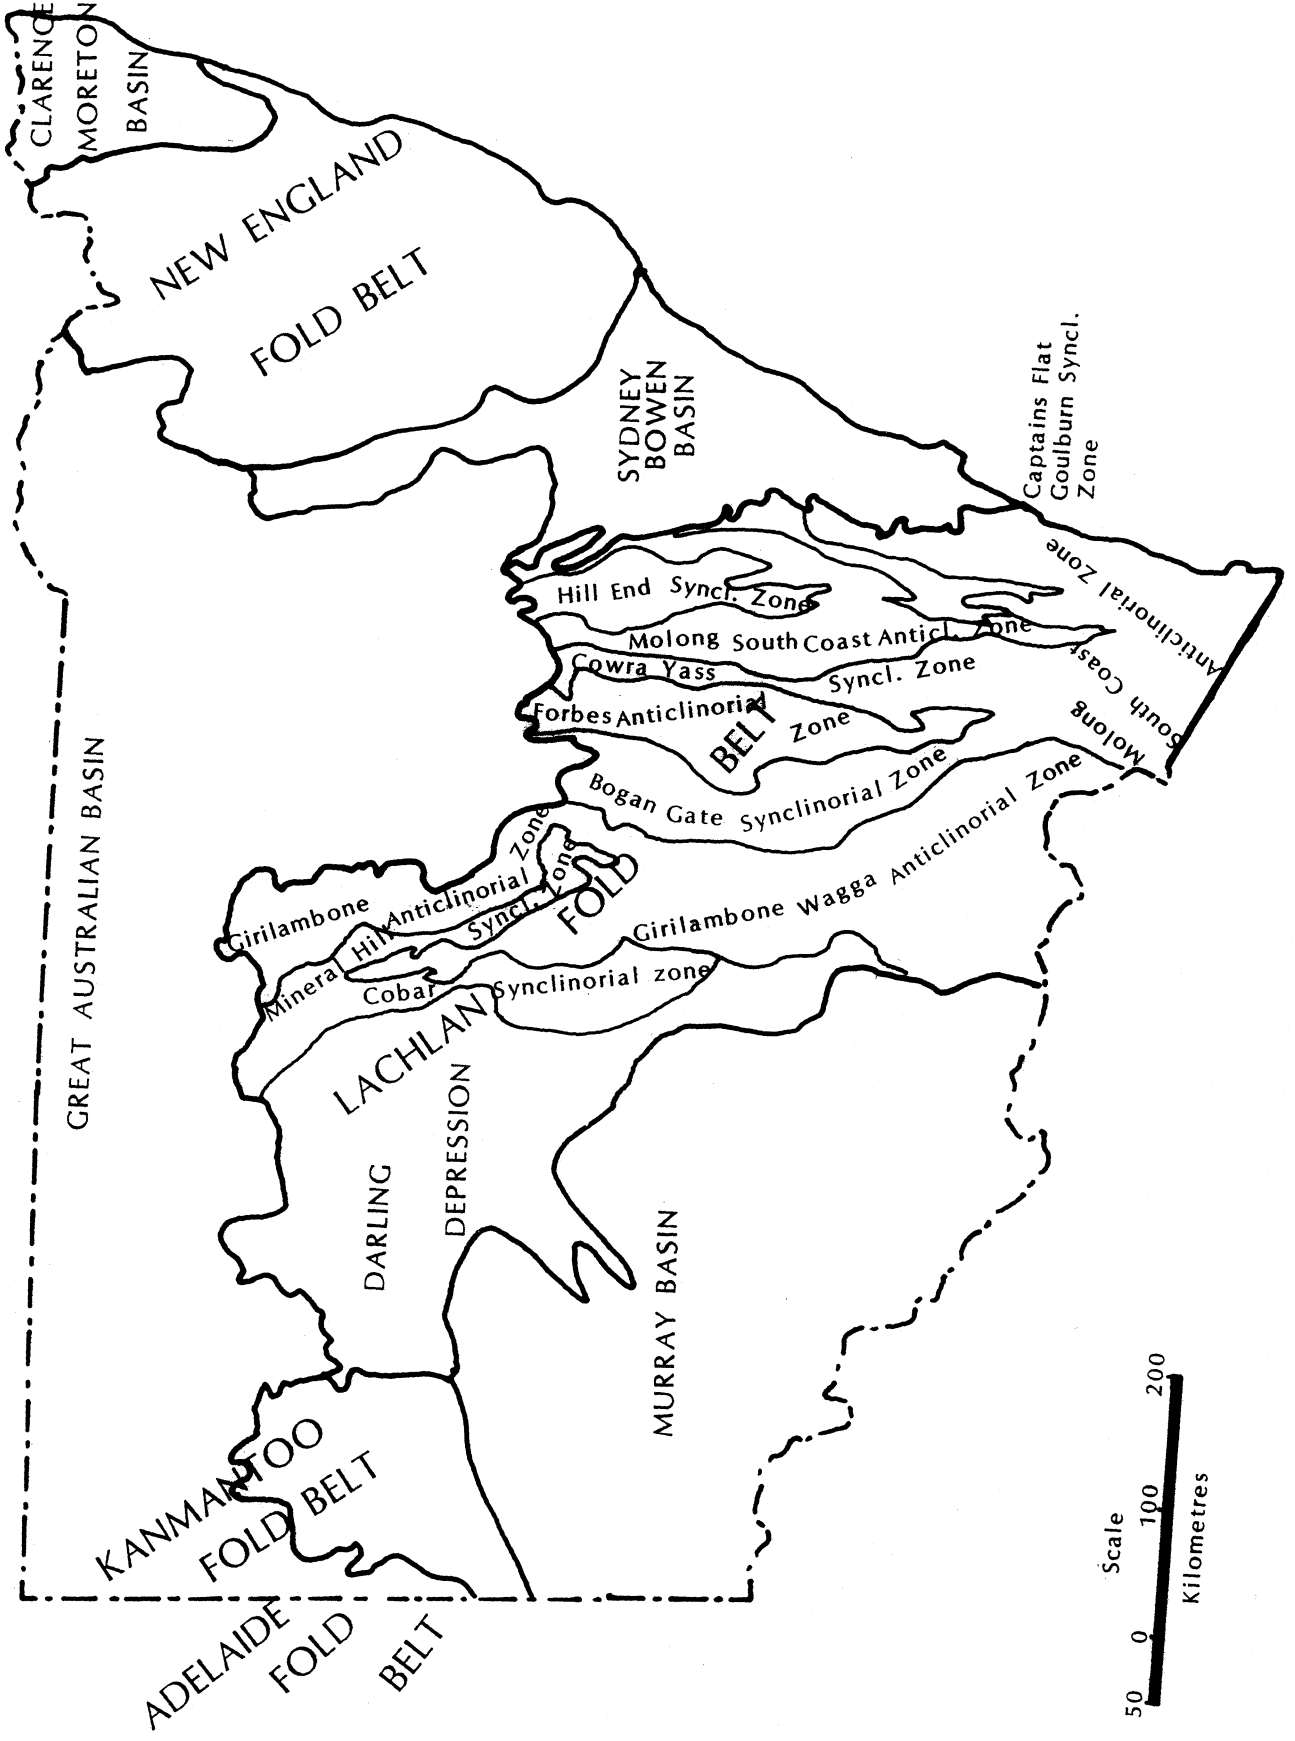 CLARENCE
MORETON
BASIN
NEW ENGLAND
FOLD BELT
SYDNEY
BOWEN
BASIN
Captains Flat
Goulburn Syncl.
Zone
GREAT AUSTRALIAN BASIN
Hill End Syncl. Zone
Molong South Coast Anticl. Zone
Cowra Yass Syncl. Zone
Forbes Anticlinorial Zone
Bogan Gate Synclinorial Zone
Molong
South Coast
Anticlinorial Zone
Girilambone Anticlinorial Zone
Mineral Hill Syncl. Zone
Cobar Synclinorial zone
Girilambone Wagga Anticlinorial Zone
LACHLAN FOLD BELT
DARLING
DEPRESSION
MURRAY BASIN
KANMANTOO
FOLD BELT
ADELAIDE
FOLD
BELT
Scale
50 0 100 200
Kilometres